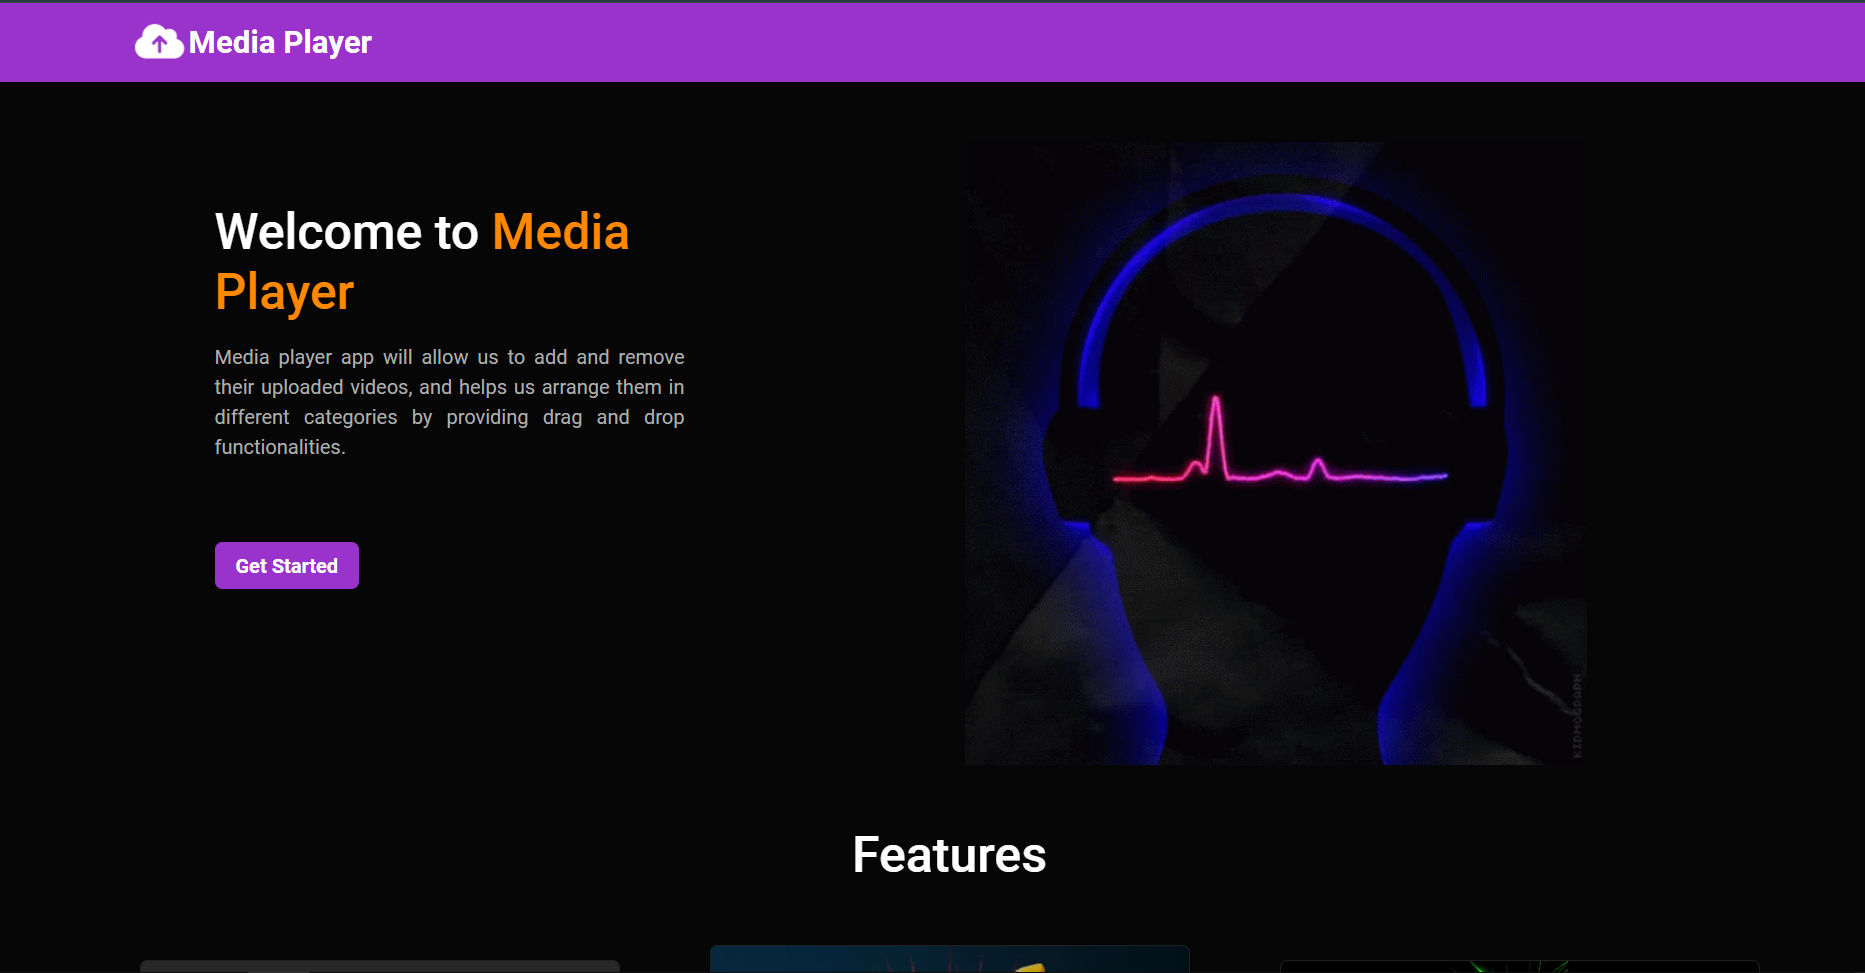 Media Player
Welcome to Media
Player
Media player app will allow us to add and remove
their uploaded videos, and helps us arrange them in
different categories by providing drag and drop
functionalities.
Get Started
KIDMOGRAPH
Features